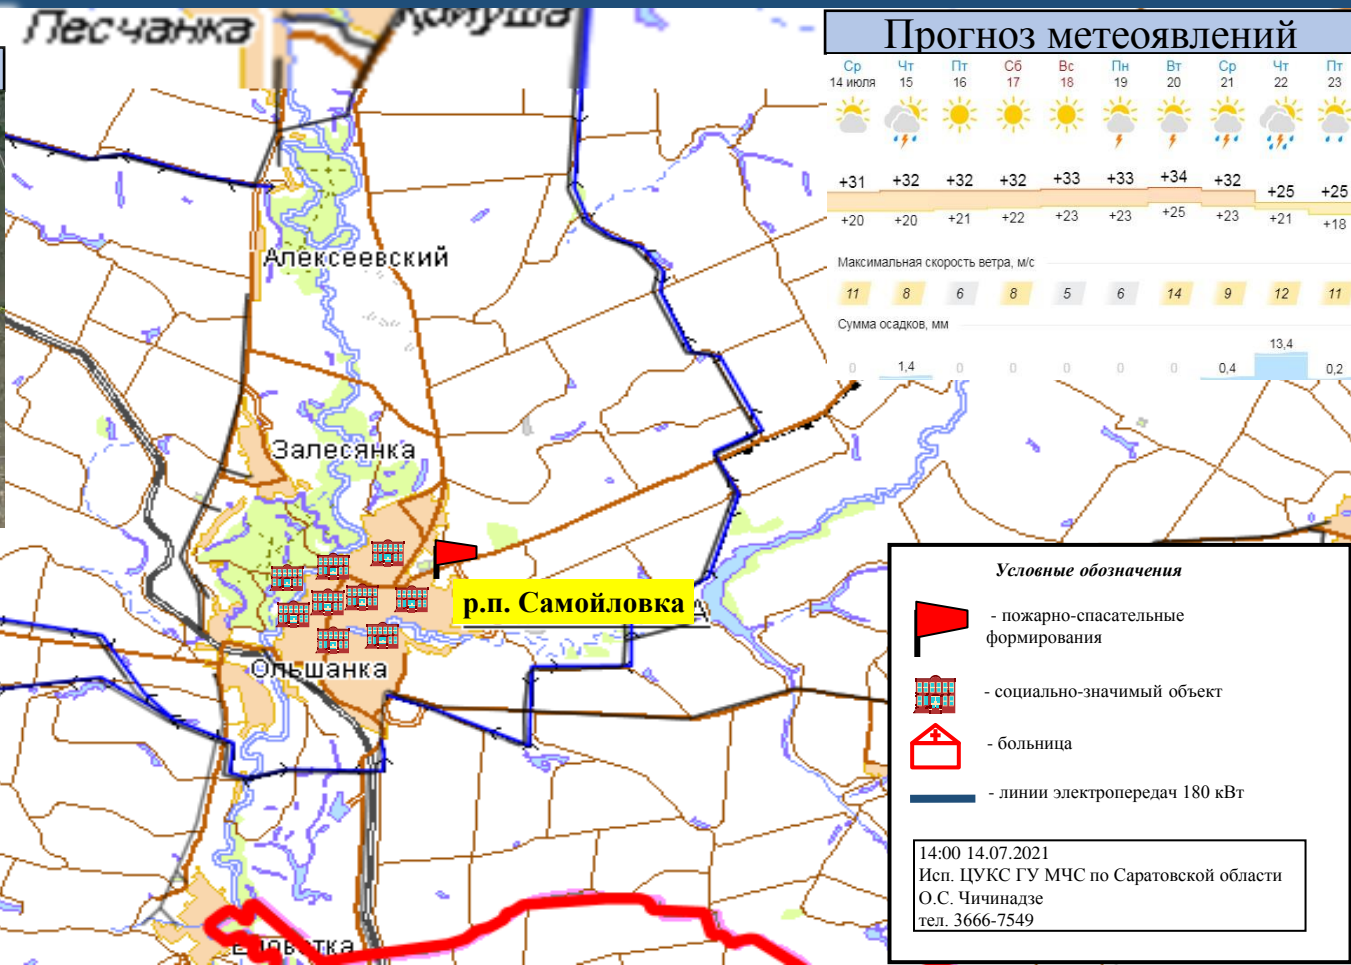 Песчанка
Прогноз метеоявлений
Ср Чт Пт Сб Вс Пн Вт Ср Чт Пт
14 июля 15 16 17 18 19 20 21 22 23
+31 +32 +32 +32 +33 +33 +34 +32 +25 +25
+20 +20 +21 +22 +23 +23 +25 +23 +21 +18
Максимальная скорость ветра, м/с
11 8 6 8 5 6 14 9 12 11
Сумма осадков, мм
0 1,4 0 0 0 0 0 0,4 13,4 0,2
Алексеевский
Залесянка
р.п. Самойловка
Ольшанка
Условные обозначения
- пожарно-спасательные
формирования
- социально-значимый объект
- больница
- линии электропередач 180 кВт
14:00 14.07.2021
Исп. ЦУКС ГУ МЧС по Саратовской области
О.С. Чичинадзе
тел. 3666-7549